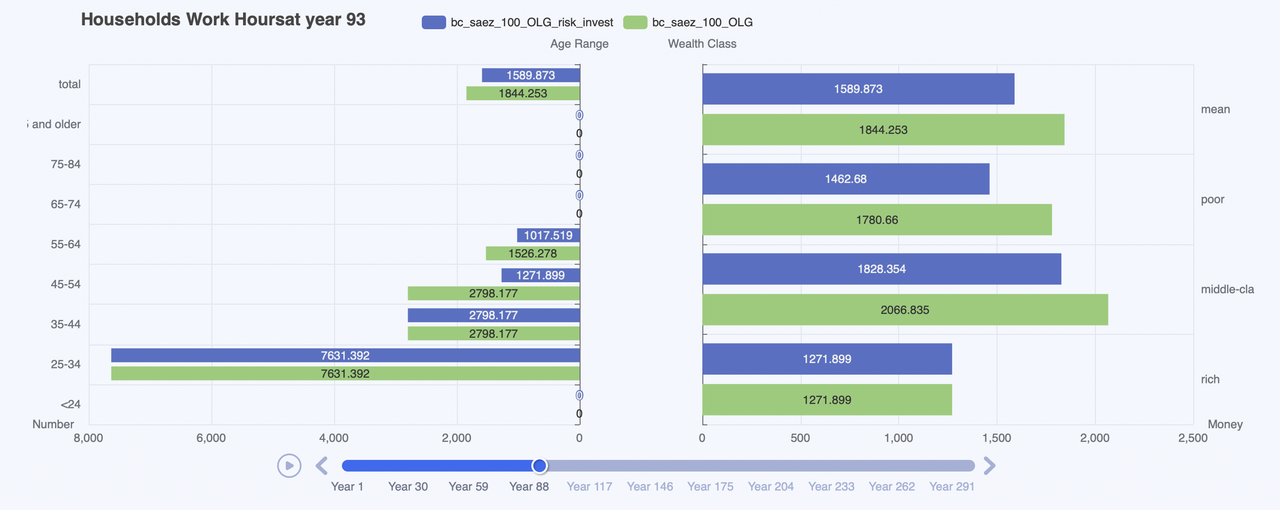 Households Work Hoursat year 93
bc_saez_100_OLG_risk_invest bc_saez_100_OLG
Age Range Wealth Class
total 1589.873
1844.253
and older 0
0
75-84 0
0
65-74 0
0
55-64 1017.519
1526.278
45-54 1271.899
2798.177
35-44 2798.177
2798.177
25-34 7631.392
7631.392
<24 0
0
Number
8,000 6,000 4,000 2,000 0
1589.873 mean
1844.253
1462.68 poor
1780.66
1828.354 middle-cla
2066.835
1271.899 rich
1271.899
Money
0 500 1,000 1,500 2,000 2,500
Year 1 Year 30 Year 59 Year 88 Year 117 Year 146 Year 175 Year 204 Year 233 Year 262 Year 291